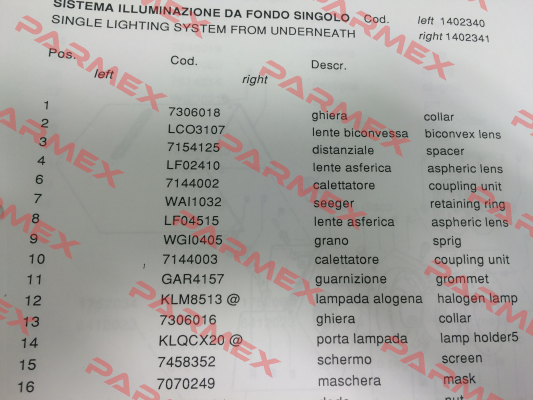 SISTEMA ILLUMINAZIONE DA FONDO SINGOLO Cod. left 1402340
SINGLE LIGHTING SYSTEM FROM UNDERNEATH right 1402341
Pos. Cod. Descr.
left right
1 7306018 ghiera collar
2 LCO3107 lente biconvessa biconvex lens
3 7154125 distanziale spacer
4 LF02410 lente asferica aspheric lens
6 7144002 calettatore coupling unit
7 WAI1032 seeger retaining ring
8 LF04515 lente asferica aspheric lens
9 WGI0405 grano sprig
10 7144003 calettatore coupling unit
11 GAR4157 guarnizione grommet
12 KLM8513 @ lampada alogena halogen lamp
13 7306016 ghiera collar
14 KLQCX20 @ porta lampada lamp holder5
15 7458352 schermo screen
16 7070249 maschera mask
PARMEX